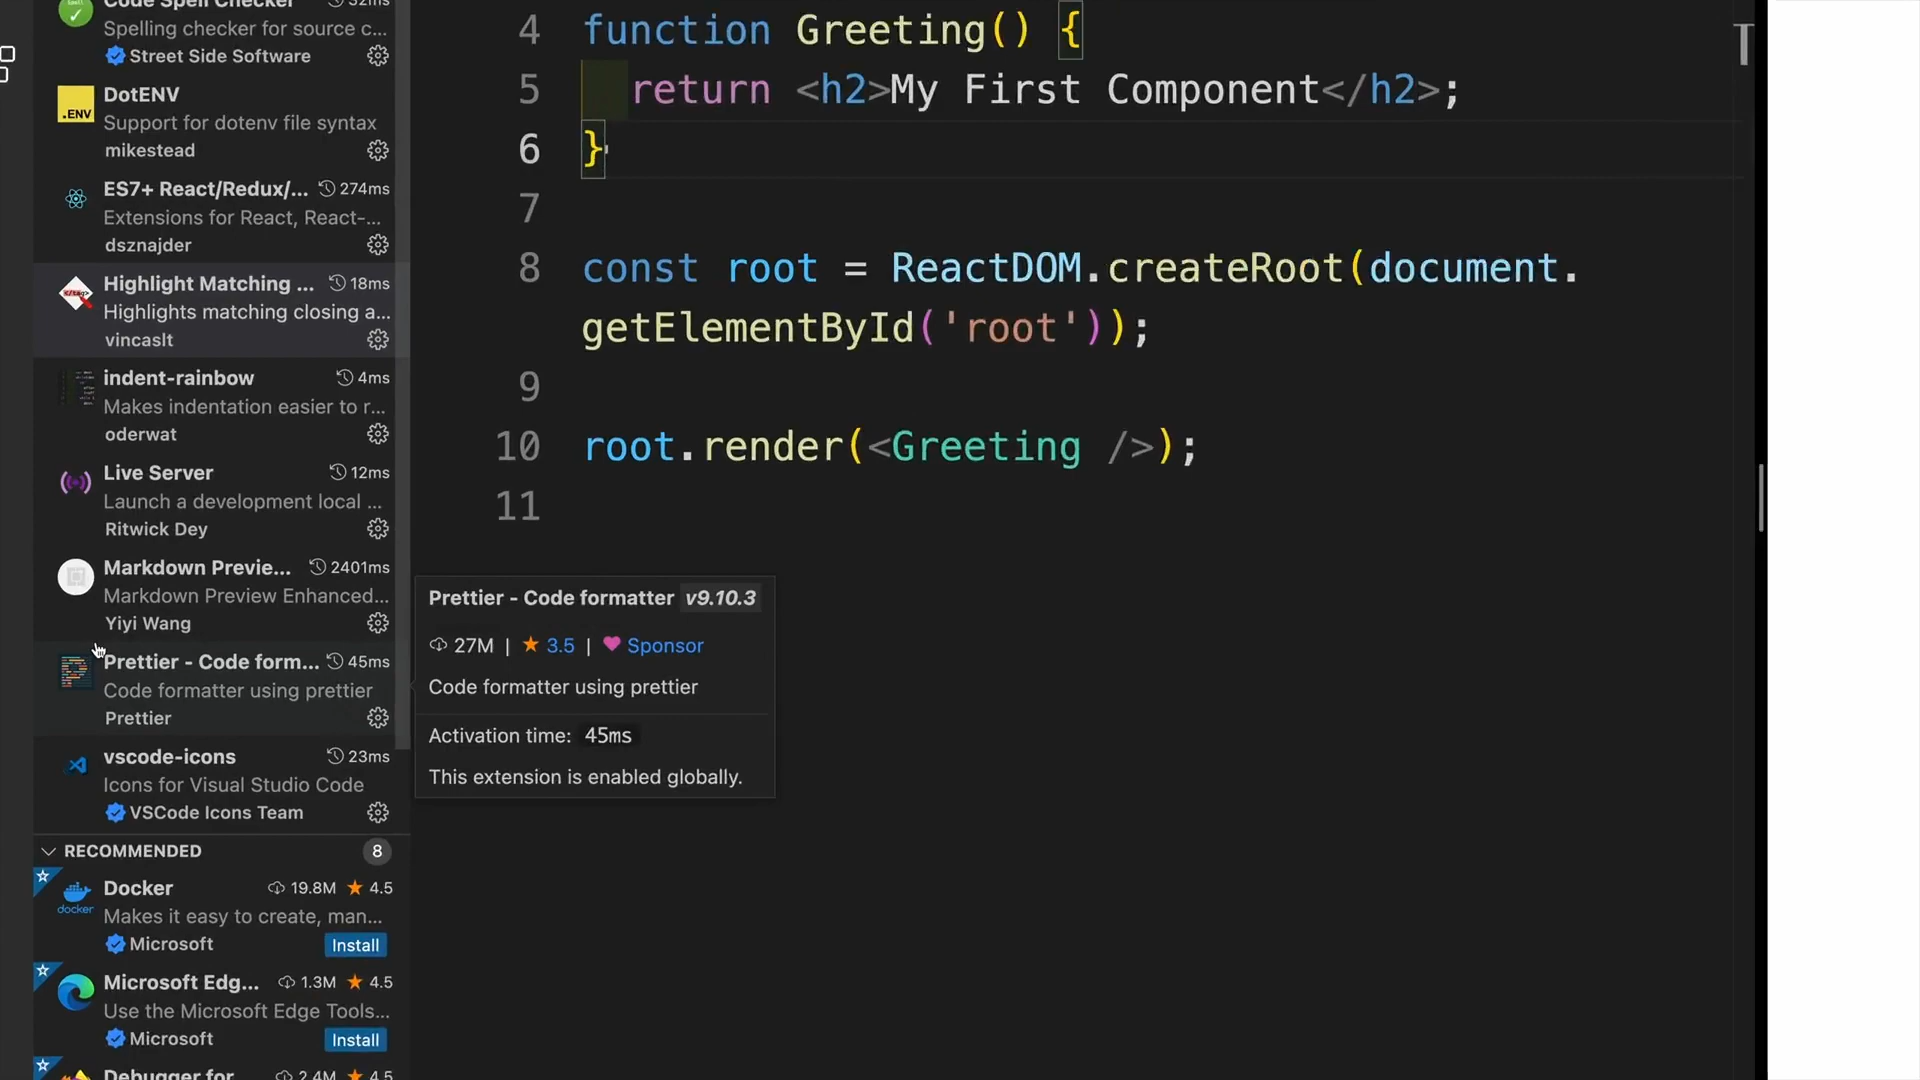 Code Spell Checker 32ms
Spelling checker for source c...
Street Side Software
.ENV
DotENV
Support for dotenv file syntax
mikestead
ES7+ React/Redux/... 274ms
Extensions for React, React-...
dsznajder
Highlight Matching ... 18ms
Highlights matching closing a...
vincaslt
indent-rainbow 4ms
Makes indentation easier to r...
oderwat
Live Server 12ms
Launch a development local ...
Ritwick Dey
Markdown Previe... 2401ms
Markdown Preview Enhanced...
Yiyi Wang
Prettier - Code form... 45ms
Code formatter using prettier
Prettier
vscode-icons 23ms
Icons for Visual Studio Code
VSCode Icons Team
RECOMMENDED 8
Docker 19.8M 4.5
docker
Makes it easy to create, man...
Microsoft Install
Microsoft Edg... 1.3M 4.5
Use the Microsoft Edge Tools...
Microsoft Install
Debugger for 2.4M 4.5
4 function Greeting() {
5 return <h2>My First Component</h2>;
6 }
7
8 const root = ReactDOM.createRoot(document.
getElementById('root'));
9
10 root.render(<Greeting />);
11
Prettier - Code formatter v9.10.3
27M | 3.5 | Sponsor
Code formatter using prettier
Activation time: 45ms
This extension is enabled globally.